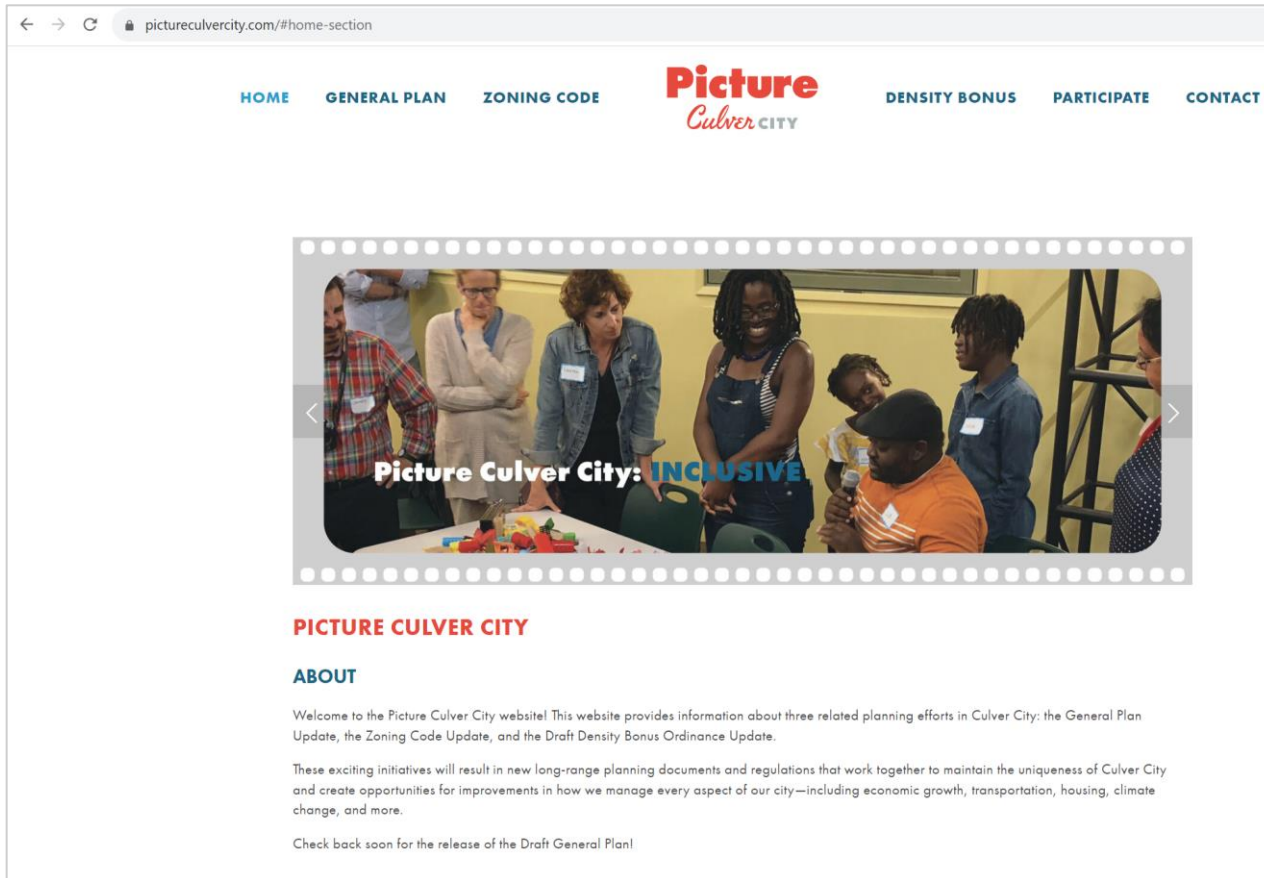 pictureculvercity.com/#home-section
HOME GENERAL PLAN ZONING CODE Picture Culver CITY DENSITY BONUS PARTICIPATE CONTACT
Picture Culver City: INCLUSIVE
PICTURE CULVER CITY
ABOUT
Welcome to the Picture Culver City website! This website provides information about three related planning efforts in Culver City: the General Plan
Update, the Zoning Code Update, and the Draft Density Bonus Ordinance Update.
These exciting initiatives will result in new long-range planning documents and regulations that work together to maintain the uniqueness of Culver City
and create opportunities for improvements in how we manage every aspect of our city—including economic growth, transportation, housing, climate
change, and more.
Check back soon for the release of the Draft General Plan!